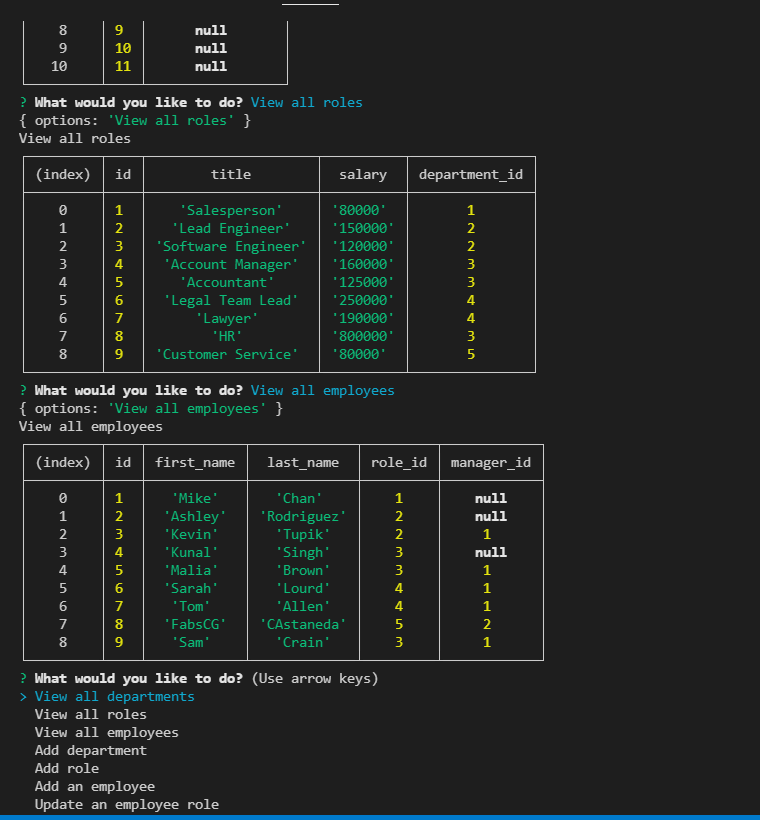 8 9 null
9 10 null
10 11 null
? What would you like to do? View all roles
{ options: 'View all roles' }
View all roles
(index) id title salary department_id
0 1 'Salesperson' '80000' 1
1 2 'Lead Engineer' '150000' 2
2 3 'Software Engineer' '120000' 2
3 4 'Account Manager' '160000' 3
4 5 'Accountant' '125000' 3
5 6 'Legal Team Lead' '250000' 4
6 7 'Lawyer' '190000' 4
7 8 'HR' '800000' 3
8 9 'Customer Service' '80000' 5
? What would you like to do? View all employees
{ options: 'View all employees' }
View all employees
(index) id first_name last_name role_id manager_id
0 1 'Mike' 'Chan' 1 null
1 2 'Ashley' 'Rodriguez' 2 null
2 3 'Kevin' 'Tupik' 2 1
3 4 'Kunal' 'Singh' 3 null
4 5 'Malia' 'Brown' 3 1
5 6 'Sarah' 'Lourd' 4 1
6 7 'Tom' 'Allen' 4 1
7 8 'FabsCG' 'CAstaneda' 5 2
8 9 'Sam' 'Crain' 3 1
? What would you like to do? (Use arrow keys)
> View all departments
View all roles
View all employees
Add department
Add role
Add an employee
Update an employee role